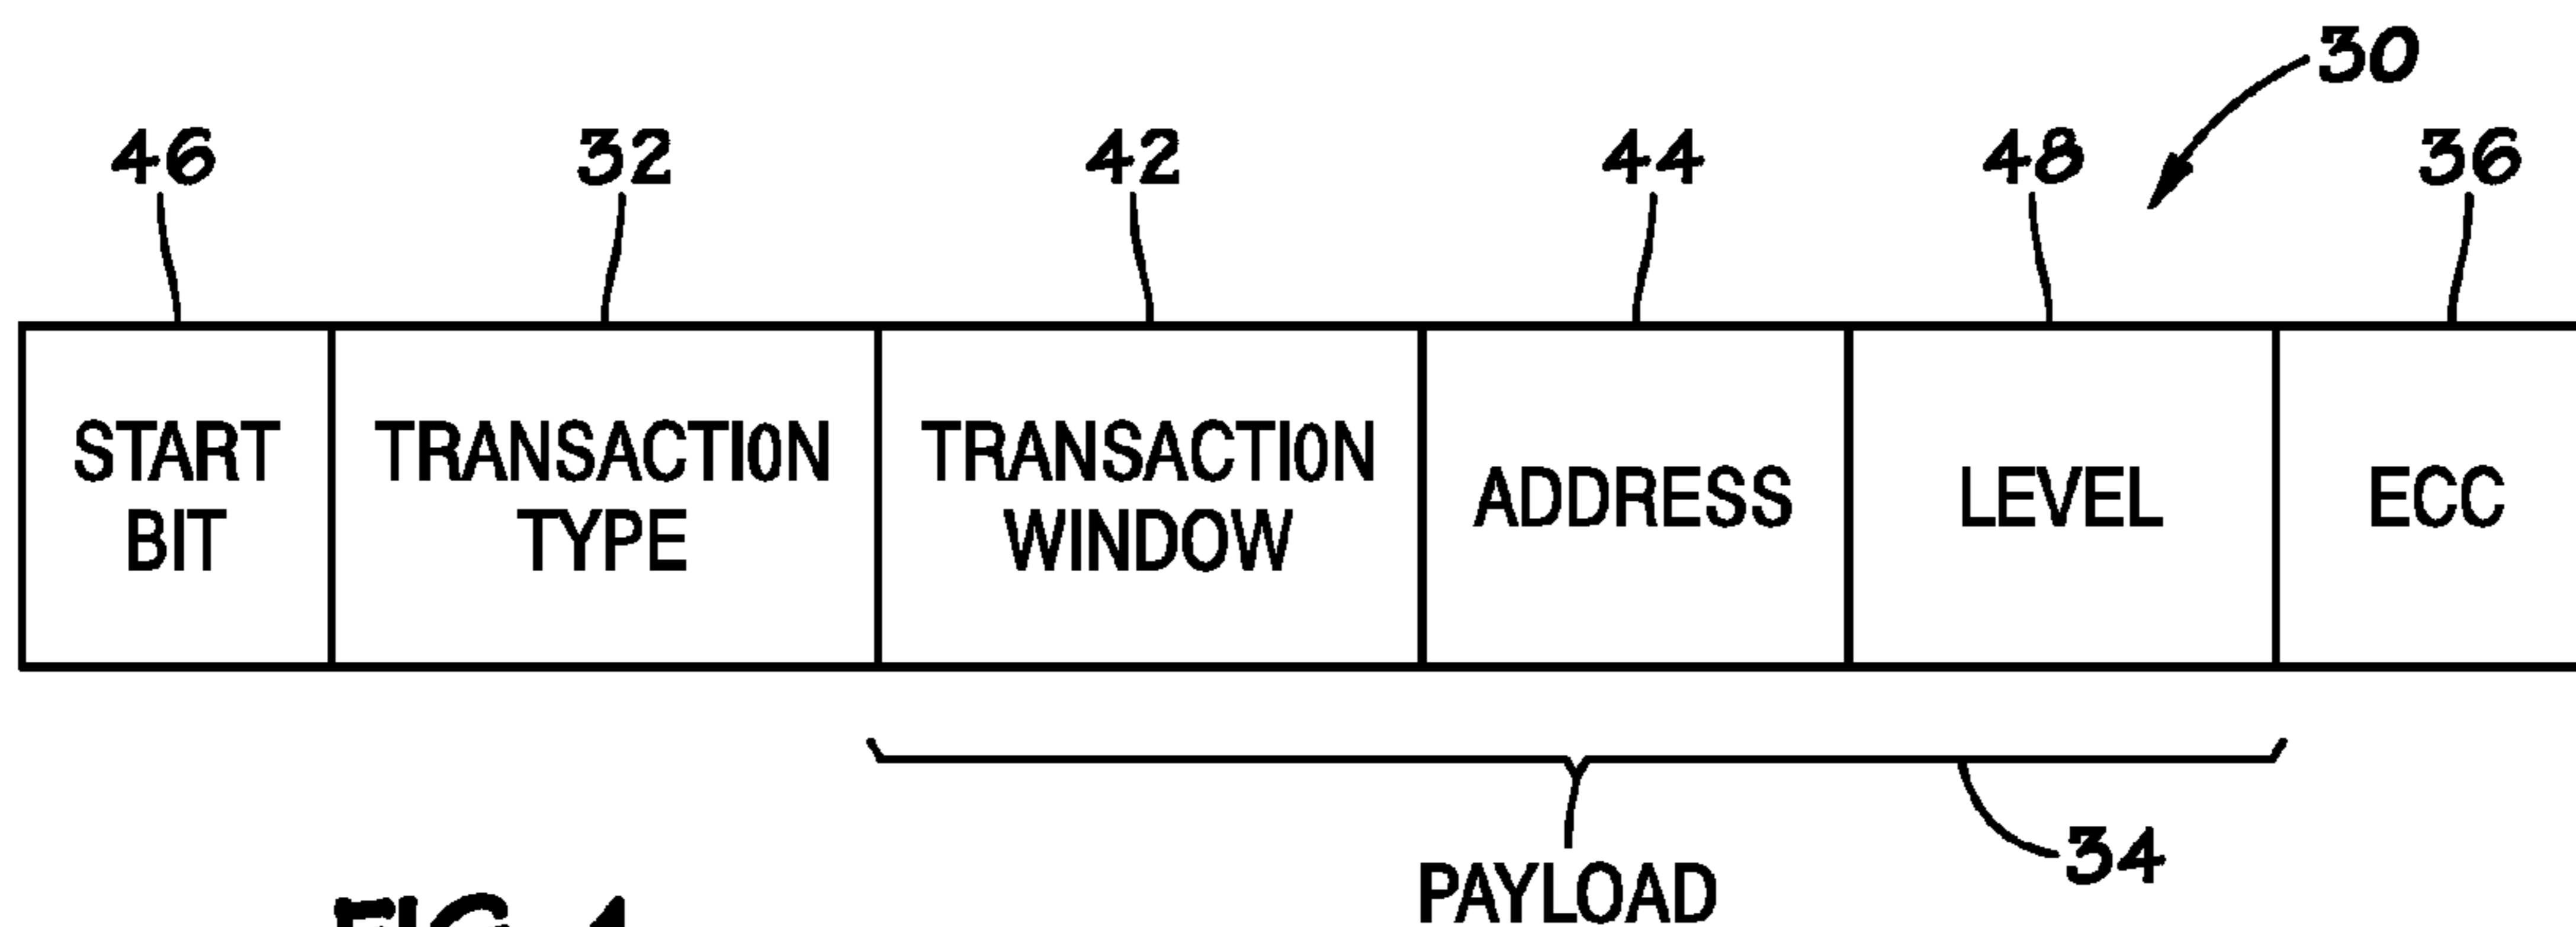 30
46 32 42 44 48 36
START TRANSACTION TRANSACTION
BIT TYPE WINDOW ADDRESS LEVEL ECC
34
PAYLOAD